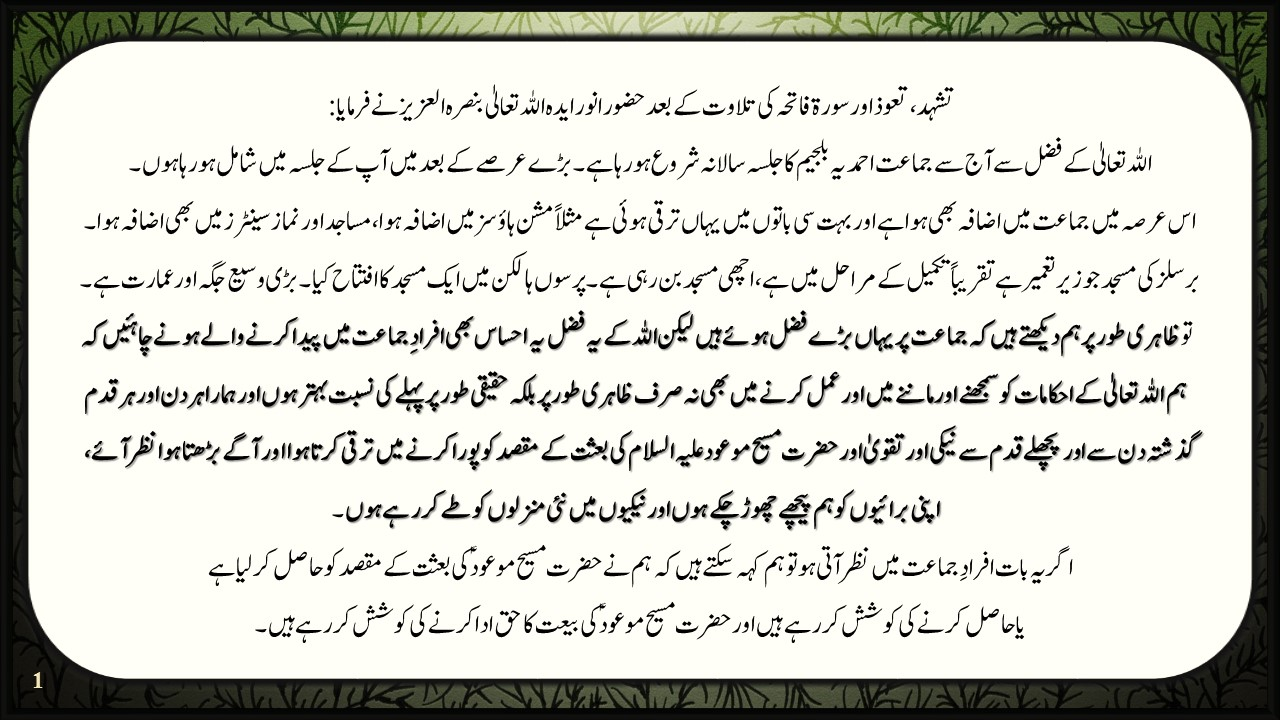 تشہد، تعوذ اور سورۃ فاتحہ کی تلاوت کے بعد حضور انور ایدہ اللہ تعالیٰ بنصرہ العزیز نے فرمایا:
اللہ تعالیٰ کے فضل سے آج سے جماعت احمدیہ بلجیم کا جلسہ سالانہ شروع ہورہا ہے۔ بڑے عرصے کے بعد میں آپ کے جلسہ میں شامل ہورہا ہوں۔
اس عرصہ میں جماعت میں اضافہ بھی ہوا ہے اور بہت سی باتوں میں یہاں ترقی ہوئی ہے مثلاً مشن ہاؤسز میں اضافہ ہوا، مساجد اور نماز سینٹرز میں بھی اضافہ ہوا۔
برسلز کی مسجد جو زیر تعمیر ہے تقریباً تکمیل کے مراحل میں ہے، اچھی مسجد بن رہی ہے۔ پرسوں ہالکن میں ایک مسجد کا افتتاح کیا۔ بڑی وسیع جگہ اور عمارت ہے۔
تو ظاہری طور پر ہم دیکھتے ہیں کہ جماعت پر یہاں بڑے فضل ہوئے ہیں لیکن اللہ کے یہ فضل یہ احساس بھی افرادِ جماعت میں پیدا کرنے والے ہونے چاہئیں کہ
ہم اللہ تعالیٰ کے احکامات کو سمجھنے اور ماننے میں اور عمل کرنے میں بھی نہ صرف ظاہری طور پر بلکہ حقیقی طور پر پہلے کی نسبت بہتر ہوں اور ہمارا ہر دن اور ہر قدم
گذشتہ دن سے اور پچھلے قدم سے نیکی اور تقویٰ اور حضرت مسیح موعود علیہ السلام کی بعثت کے مقصد کو پورا کرنے میں ترقی کرتا ہوا اور آگے بڑھتا ہوا نظر آئے،
اپنی برائیوں کو ہم پیچھے چھوڑ چکے ہوں اور نیکیوں میں نئی منزلوں کو طے کر رہے ہوں۔
اگر یہ بات افرادِ جماعت میں نظر آتی ہو تو ہم کہہ سکتے ہیں کہ ہم نے حضرت مسیح موعودؑ کی بعثت کے مقصد کو حاصل کر لیا ہے
یا حاصل کرنے کی کوشش کر رہے ہیں اور حضرت مسیح موعودؑ کی بیعت کا حق ادا کرنے کی کوشش کر رہے ہیں۔
1